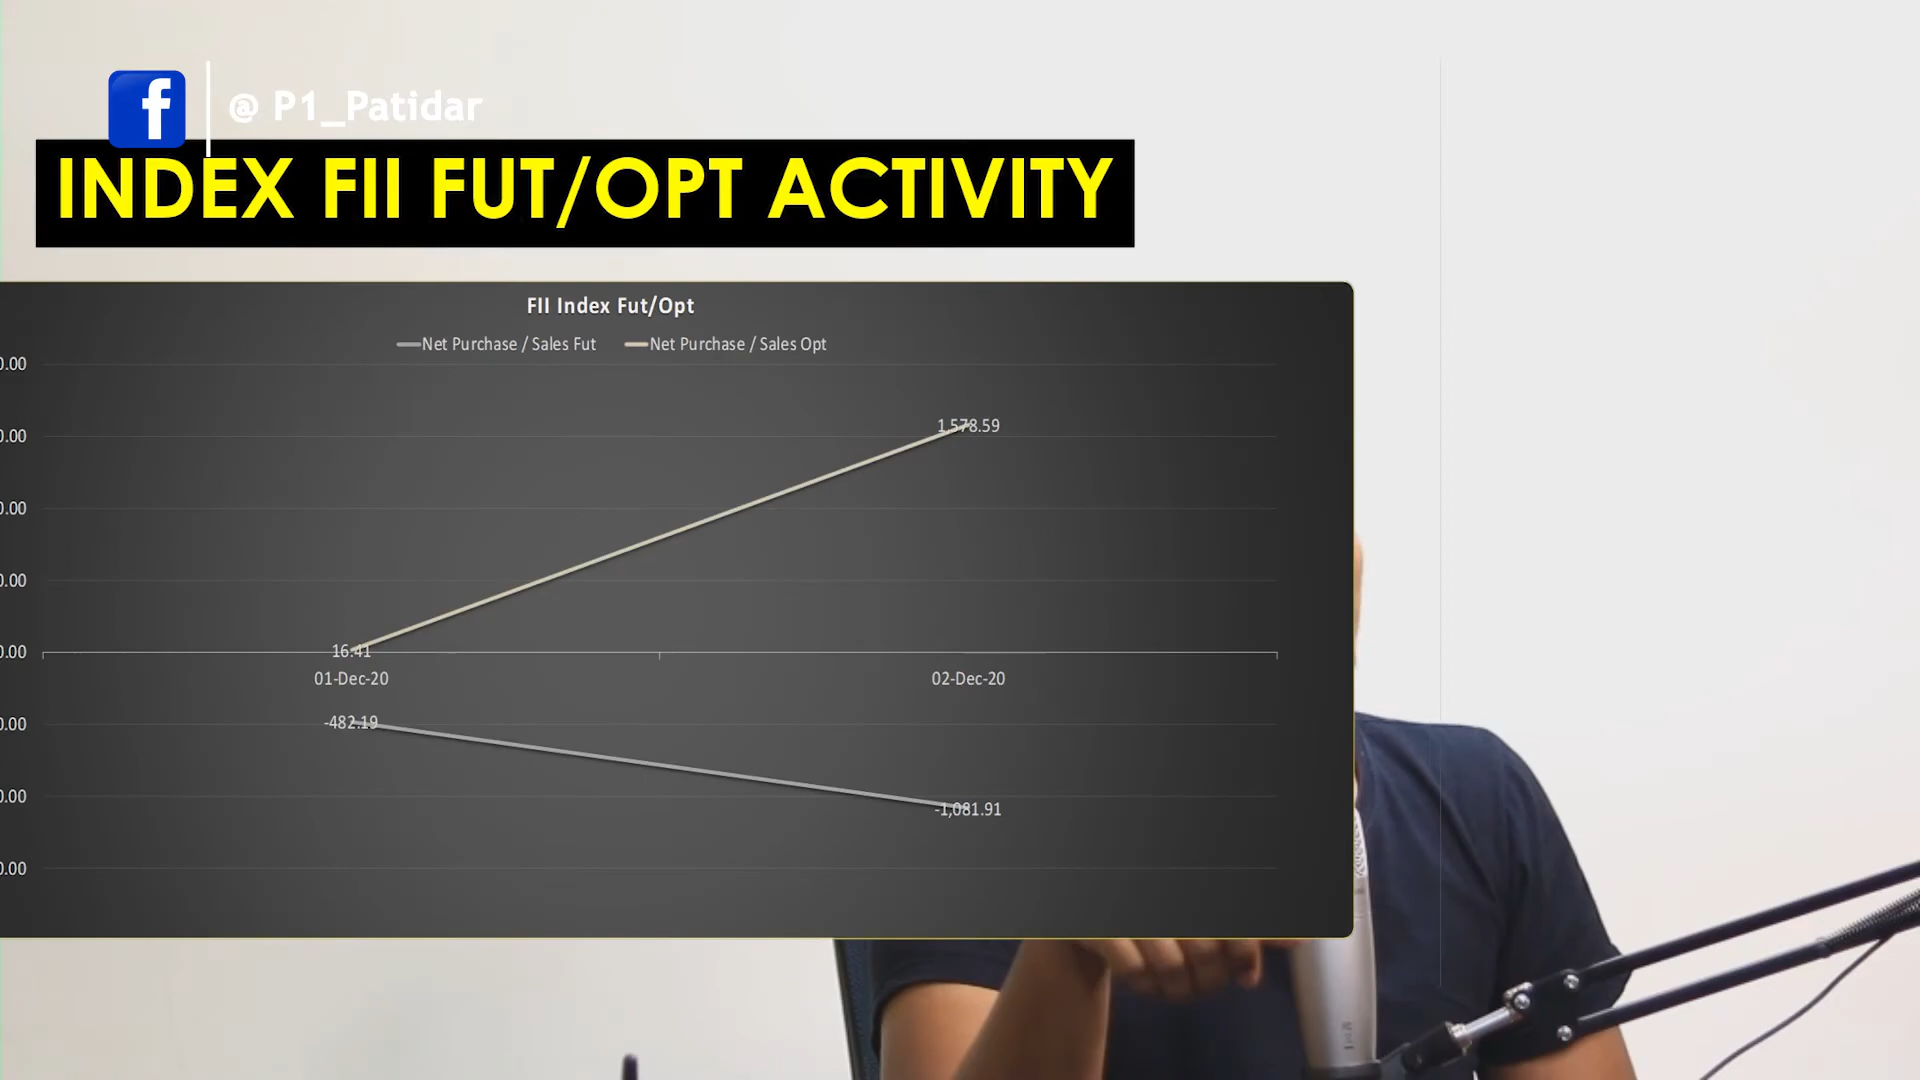 f
@ P1_Patidar
INDEX FII FUT/OPT ACTIVITY
FII Index Fut/Opt
Net Purchase / Sales Fut Net Purchase / Sales Opt
1,578.59
16.41
01-Dec-20 02-Dec-20
-482.19
-1,081.91